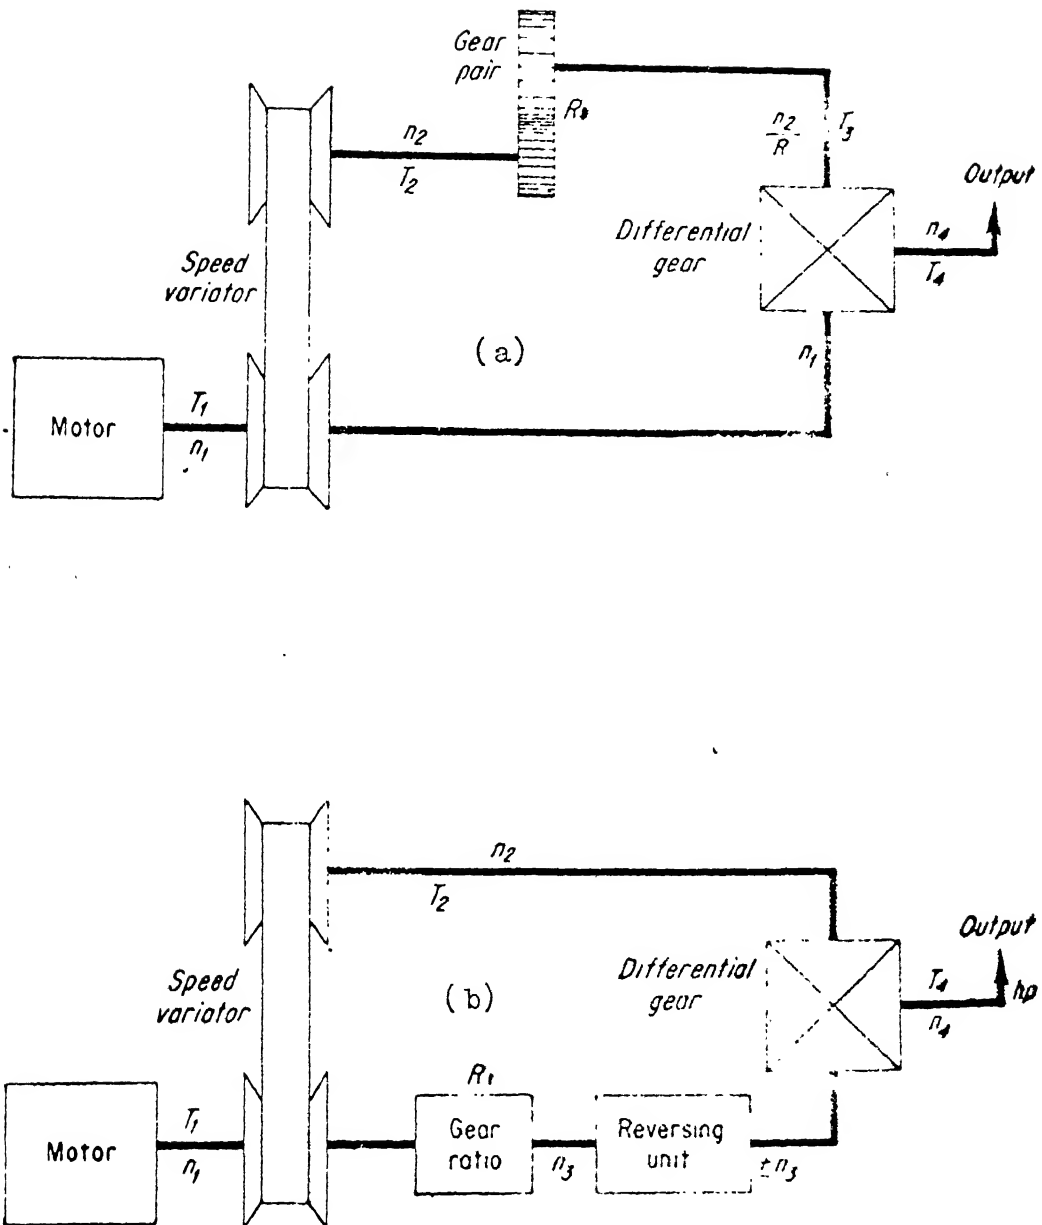 Gear
pair
R
n2
T2
n2
R
T3
Output
Differential
gear
n4
T4
Speed
variator
(a)
n1
Motor
T1
n1
n2
T2
Output
Differential
gear
T4
hp
n4
Speed
variator
(b)
R
Motor
T1
n1
Gear
ratio
n3
Reversing
unit
±n3